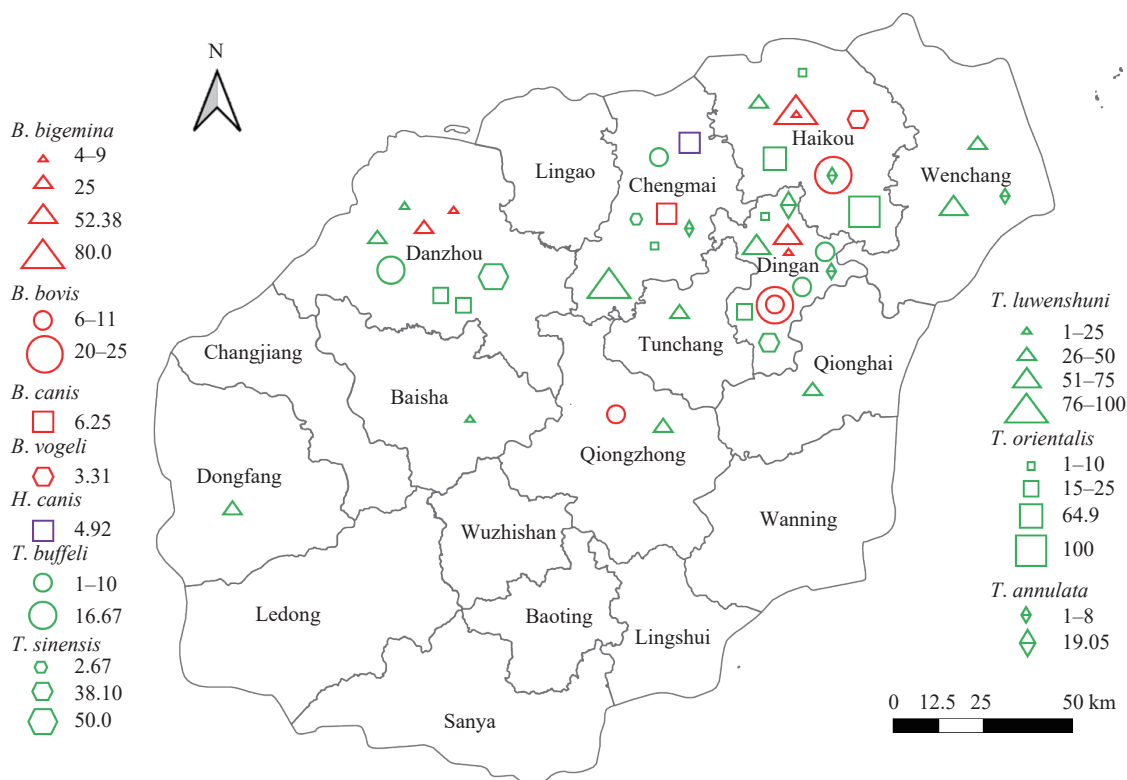 N
B. bigemina
4–9
25
52.38
80.0
B. bovis
6–11
20–25
B. canis
6.25
B. vogeli
3.31
H. canis
4.92
T. buffeli
1–10
16.67
T. sinensis
2.67
38.10
50.0
Haikou
Lingao
Wenchang
Chengmai
Danzhou
Dingan
Tunchang
Changjiang
Qionghai
Baisha
Qiongzhong
Dongfang
Wanning
Wuzhishan
Ledong
Baoting
Lingshui
Sanya
T. luwenshuni
1–25
26–50
51–75
76–100
T. orientalis
1–10
15–25
64.9
100
T. annulata
1–8
19.05
0 12.5 25 50 km